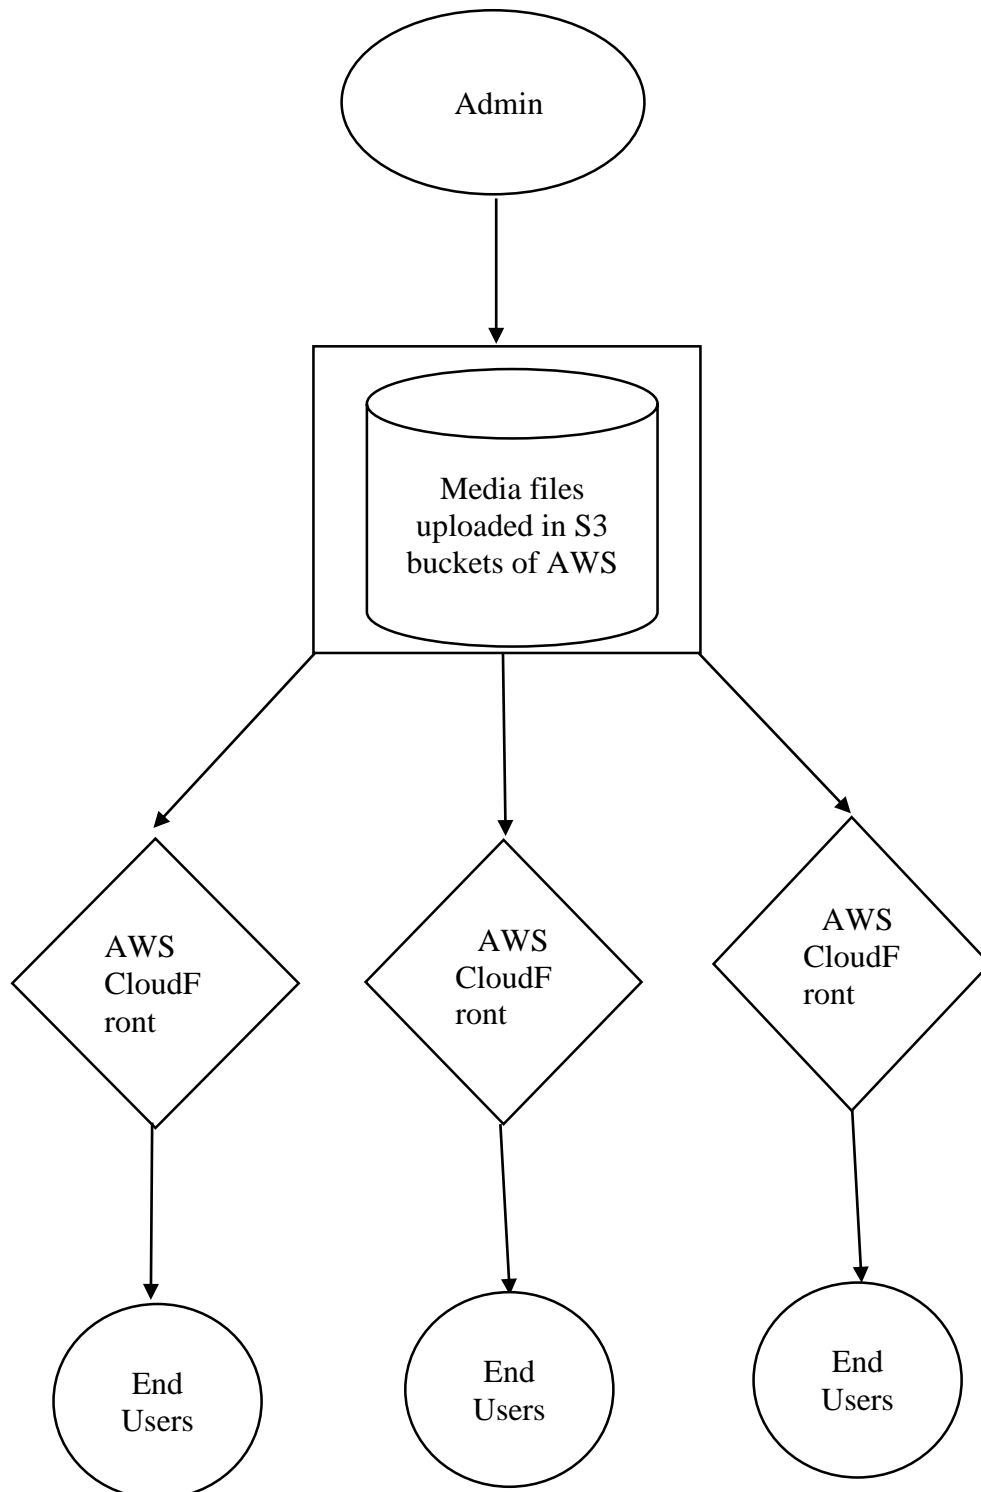 Admin
Media files
uploaded in S3
buckets of AWS
AWS
CloudF
ront
AWS
CloudF
ront
AWS
CloudF
ront
End
Users
End
Users
End
Users